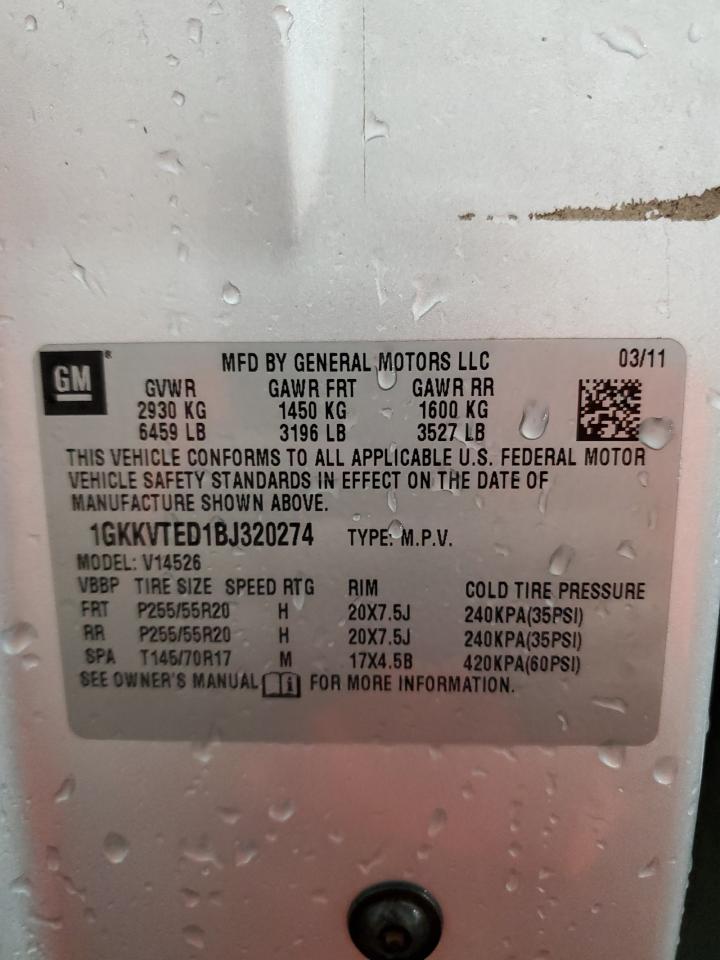 GM ®
MFD BY GENERAL MOTORS LLC 03/11
GVWR GAWR FRT GAWR RR
2930 KG 1450 KG 1600 KG
6459 LB 3196 LB 3527 LB
THIS VEHICLE CONFORMS TO ALL APPLICABLE U.S. FEDERAL MOTOR
VEHICLE SAFETY STANDARDS IN EFFECT ON THE DATE OF
MANUFACTURE SHOWN ABOVE.
1GKKVTED1BJ320274 TYPE: M.P.V.
MODEL: V14526
VBBP TIRE SIZE SPEED RTG RIM COLD TIRE PRESSURE
FRT P255/55R20 H 20X7.5J 240KPA(35PSI)
RR P255/55R20 H 20X7.5J 240KPA(35PSI)
SPA T145/70R17 M 17X4.5B 420KPA(60PSI)
SEE OWNER'S MANUAL FOR MORE INFORMATION.